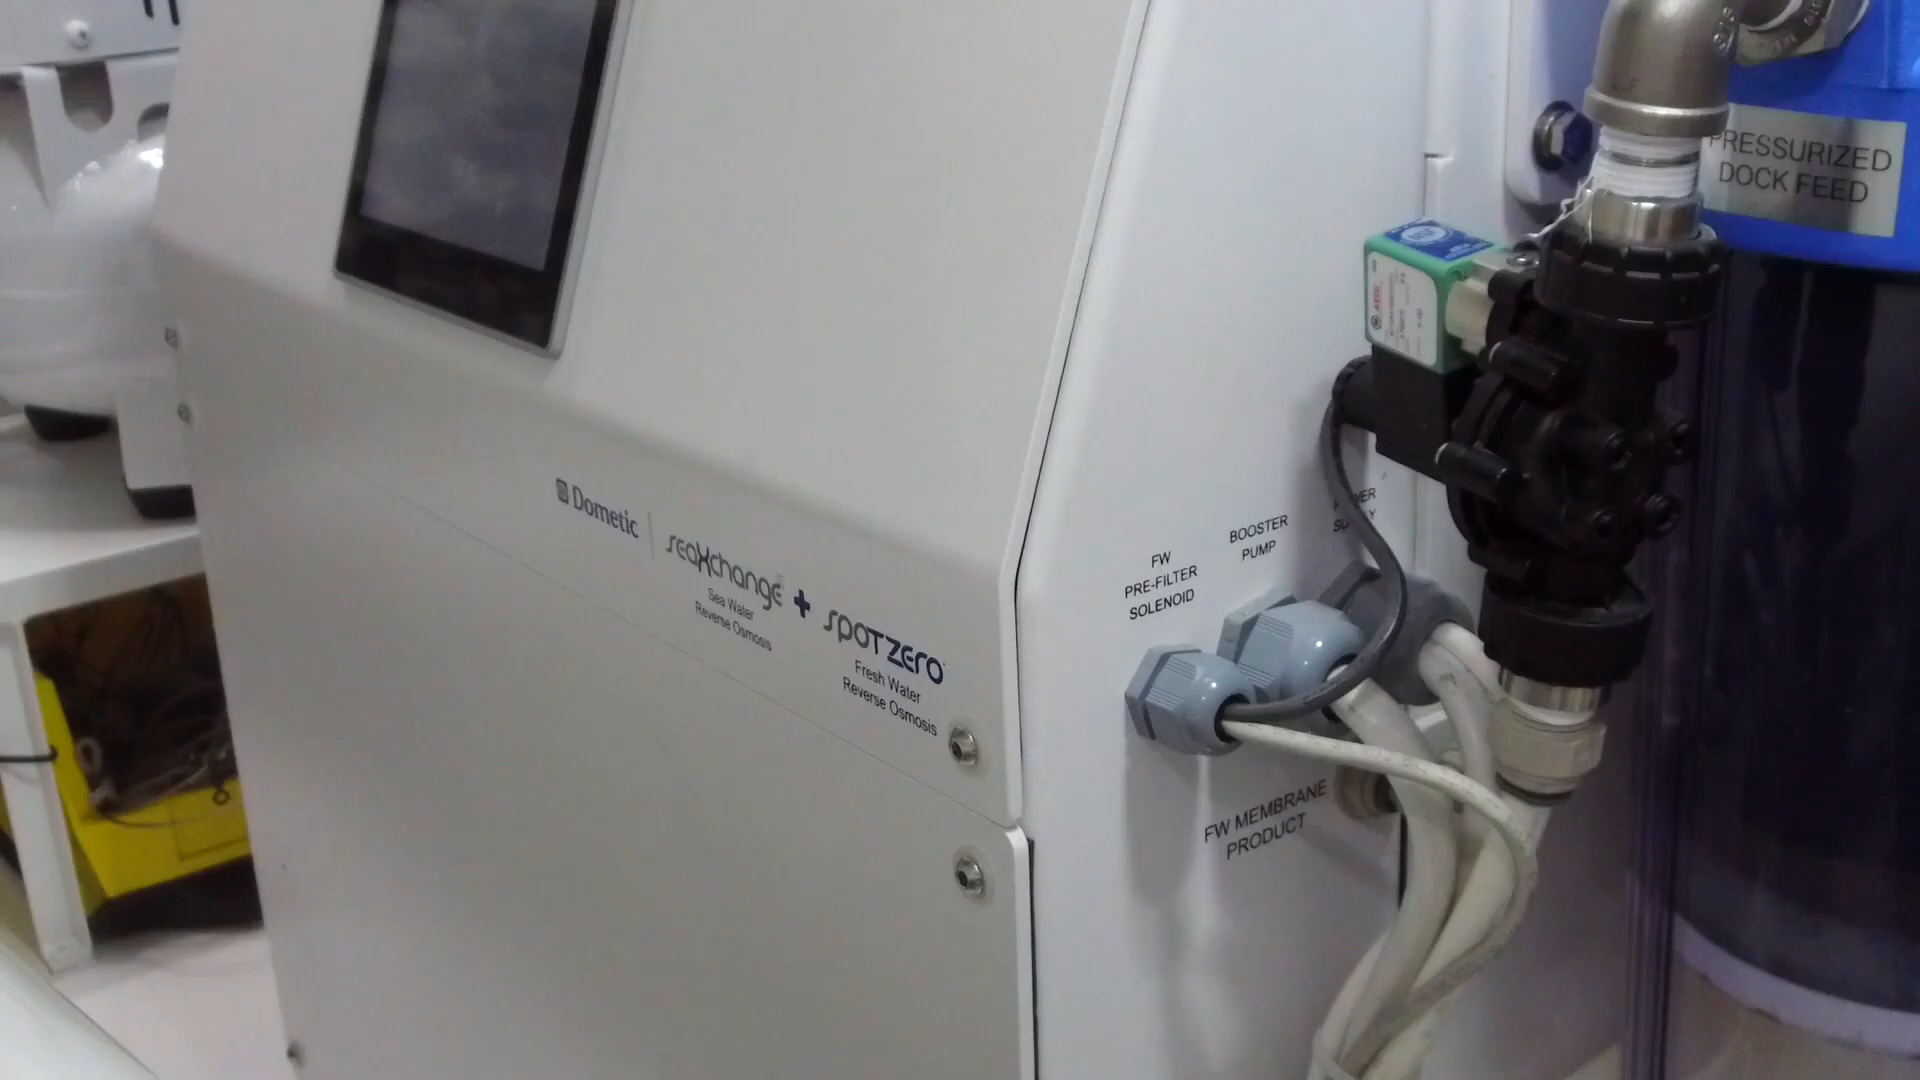 Dometic
seaXchange
Sea Water
Reverse Osmosis
+
spotzero
Fresh Water
Reverse Osmosis
FW
PRE-FILTER
SOLENOID
BOOSTER
PUMP
FW MEMBRANE
PRODUCT
PRESSURIZED
DOCK FEED
NSF